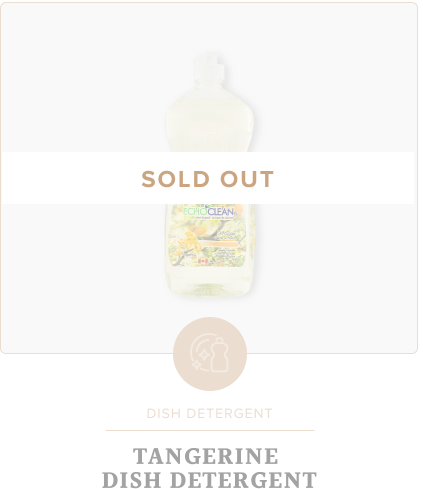 SOLD OUT
ECHOCLEAN
DISH DETERGENT
TANGERINE
DISH DETERGENT